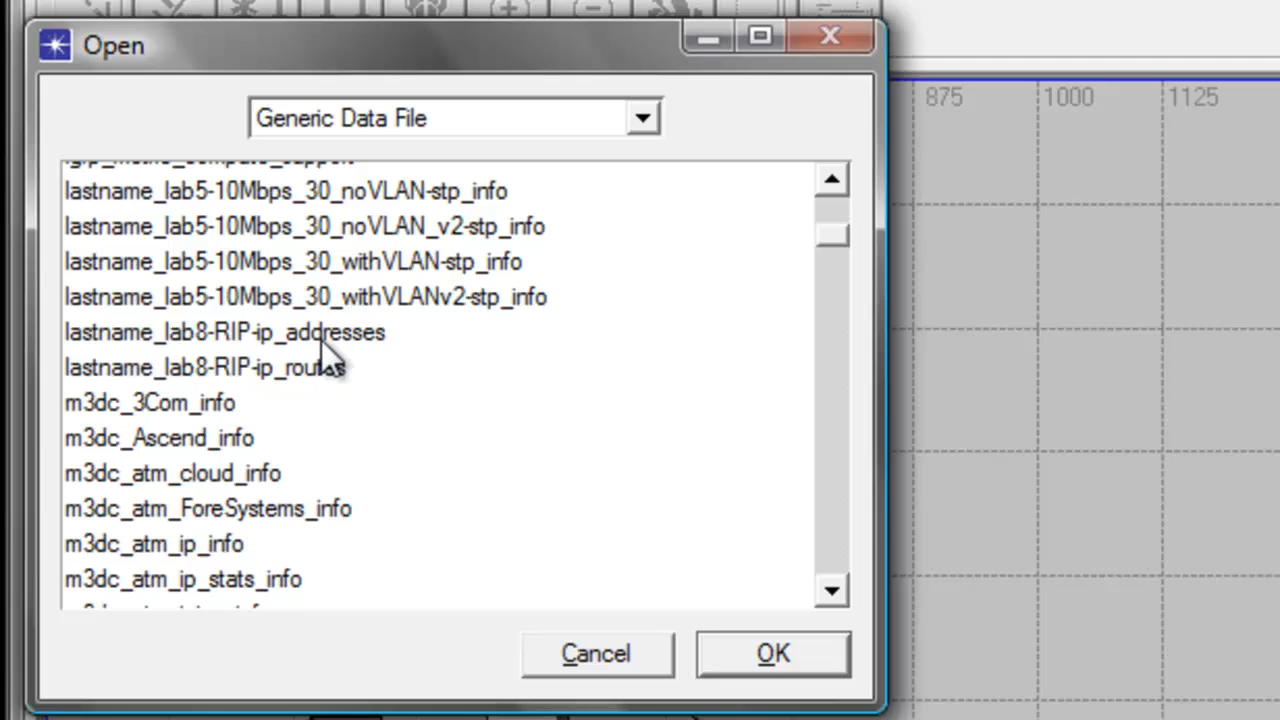 Open
875
1000
1125
Generic Data File
lastname_lab5-10Mbps_30_noVLAN-stp_info
lastname_lab5-10Mbps_30_noVLAN_v2-stp_info
lastname_lab5-10Mbps_30_withVLAN-stp_info
lastname_lab5-10Mbps_30_withVLANv2-stp_info
lastname_lab8-RIP-ip_addresses
lastname_lab8-RIP-ip_routes
m3dc_3Com_info
m3dc_Ascend_info
m3dc_atm_cloud_info
m3dc_atm_ForeSystems_info
m3dc_atm_ip_info
m3dc_atm_ip_stats_info
Cancel
OK